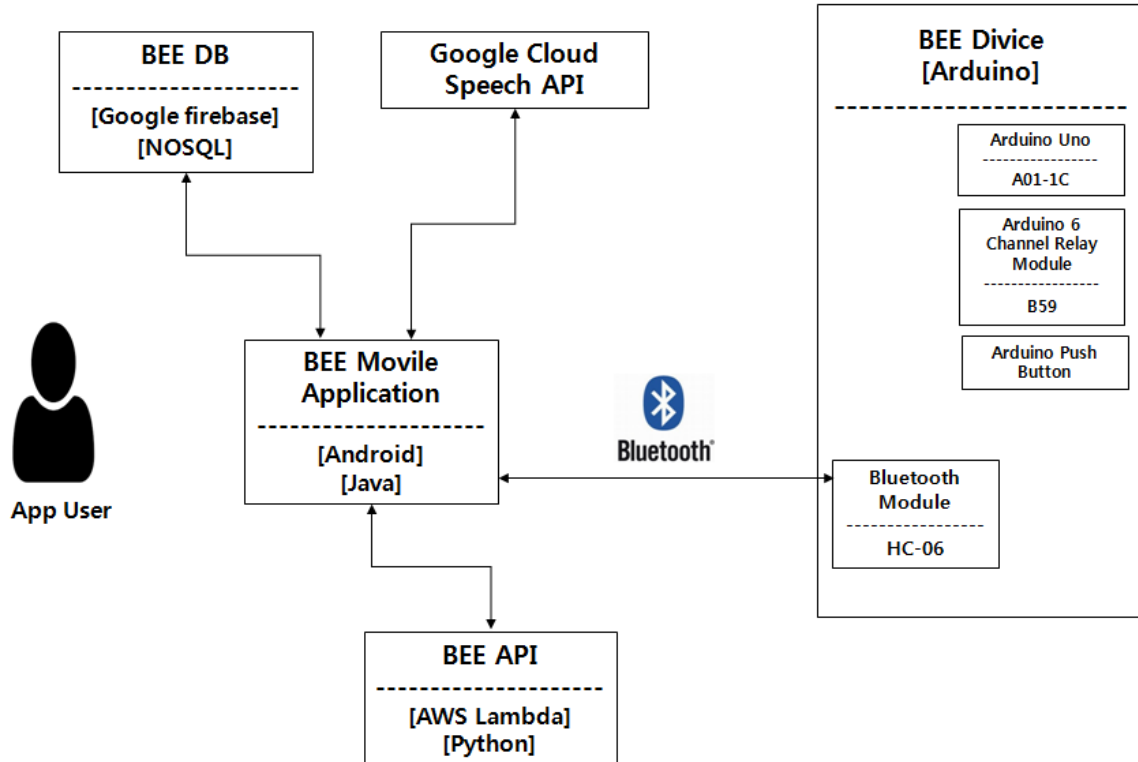 BEE DB
---------------------
[Google firebase]
[NOSQL]
Google Cloud
Speech API
BEE Divice
[Arduino]
------------------------
Arduino Uno
-----------------
A01-1C
Arduino 6
Channel Relay
Module
-----------------
B59
Arduino Push
Button
App User
BEE Movile
Application
---------------------
[Android]
[Java]
Bluetooth®
Bluetooth
Module
-----------------
HC-06
BEE API
---------------------
[AWS Lambda]
[Python]